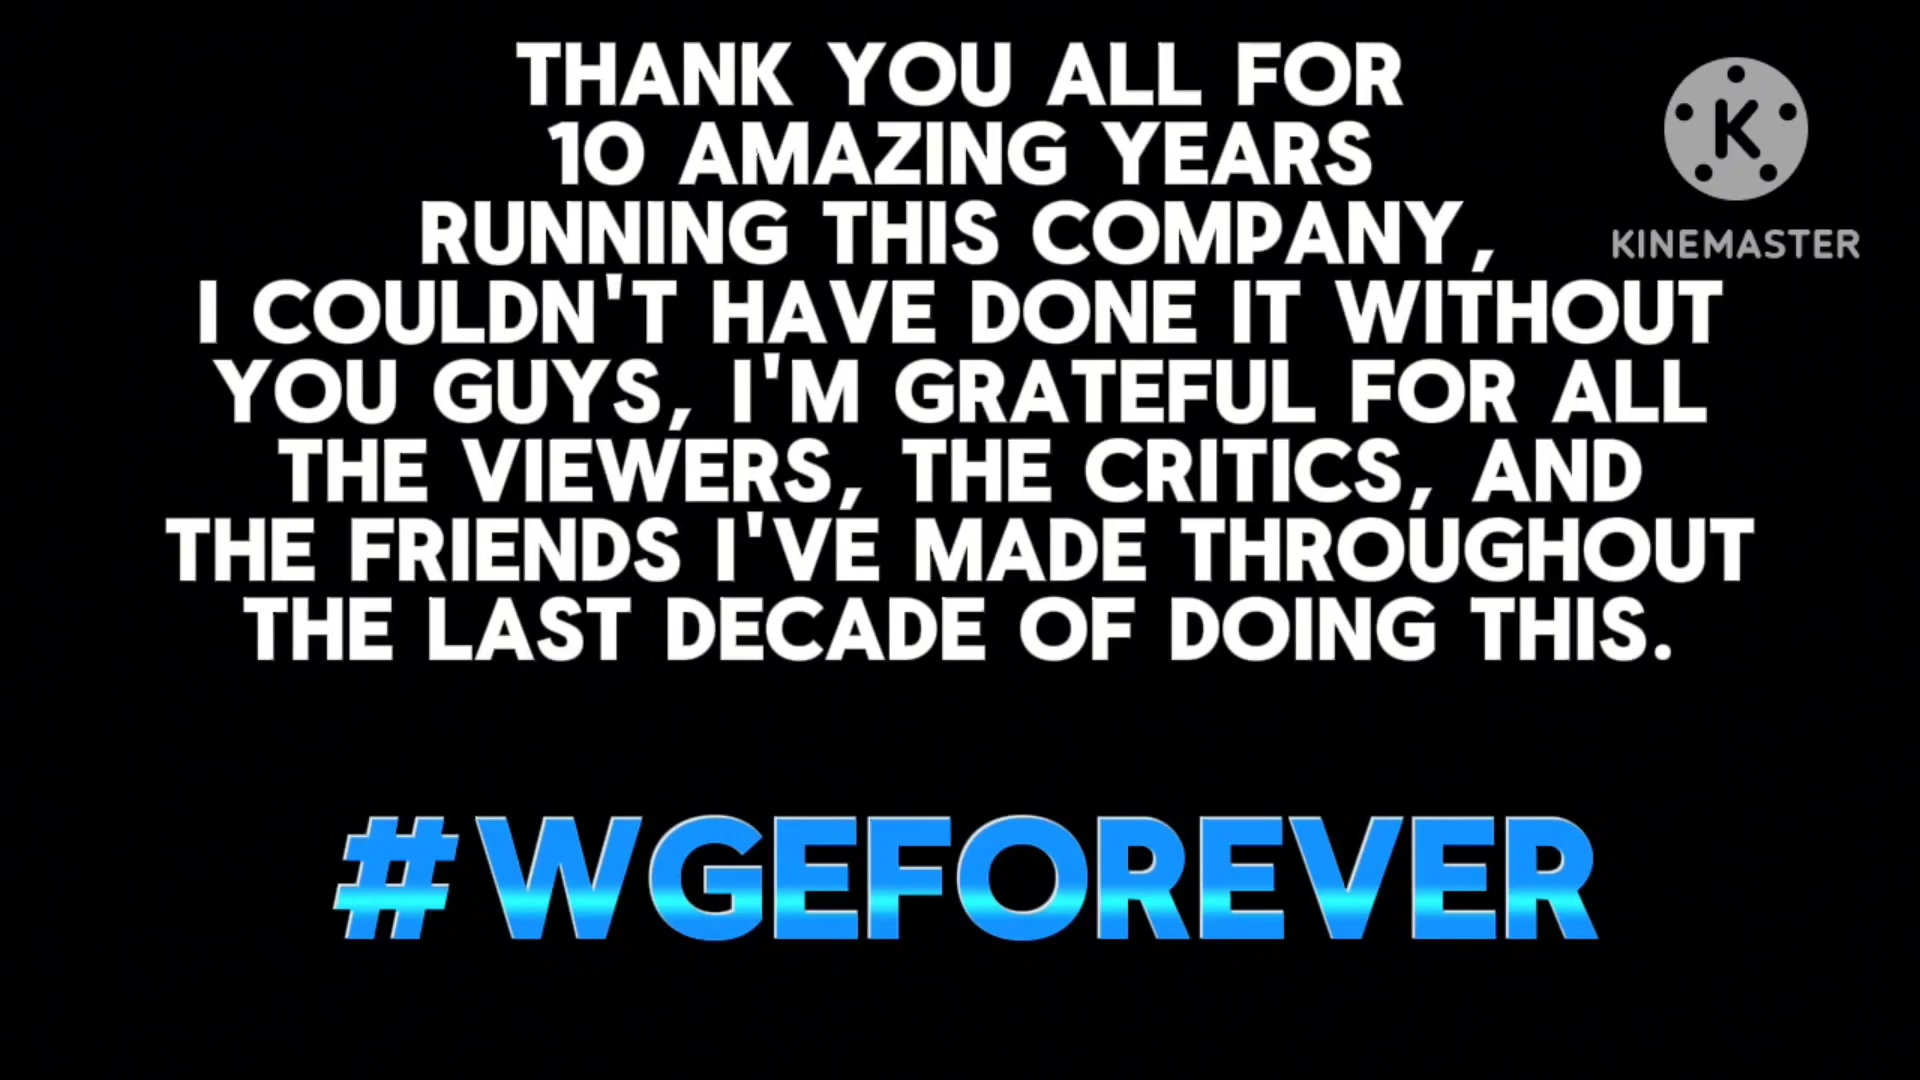 THANK YOU ALL FOR
10 AMAZING YEARS
RUNNING THIS COMPANY,
I COULDN'T HAVE DONE IT WITHOUT
YOU GUYS, I'M GRATEFUL FOR ALL
THE VIEWERS, THE CRITICS, AND
THE FRIENDS I'VE MADE THROUGHOUT
THE LAST DECADE OF DOING THIS.
#WGEFOREVER
K
KINEMASTER